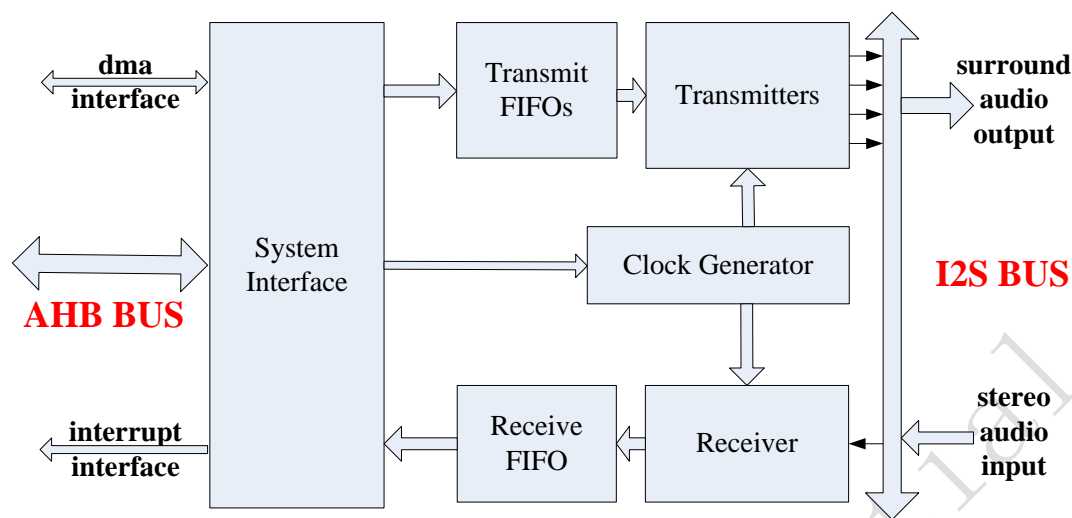 dma
interface
System
Interface
Transmit
FIFOs
Transmitters
surround
audio
output
Clock Generator
AHB BUS
I2S BUS
interrupt
interface
Receive
FIFO
Receiver
stereo
audio
input